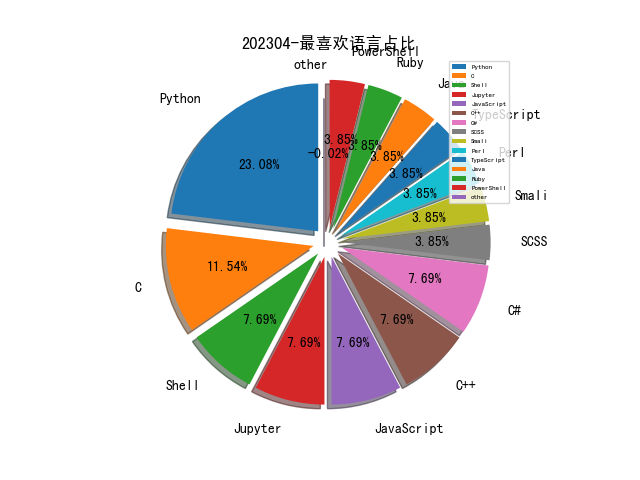 202304-最喜欢语言占比
PowerShell
other
Ruby
Java
TypeScript
Perl
Smali
SCSS
C#
C++
JavaScript
Jupyter
Shell
C
Python
23.08%
11.54%
7.69%
7.69%
7.69%
7.69%
7.69%
3.85%
3.85%
3.85%
3.85%
3.85%
3.85%
3.85%
-0.02%
Python
C
Shell
Jupyter
JavaScript
C++
C#
SCSS
Smali
Perl
TypeScript
Java
Ruby
PowerShell
other